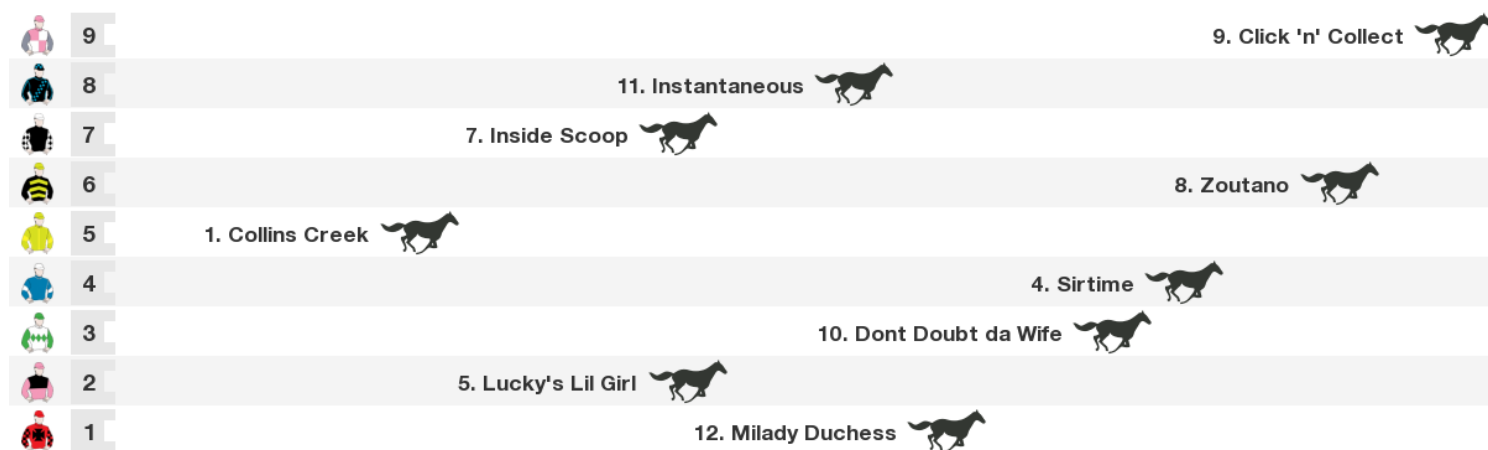 9 9. Click 'n' Collect
8 11. Instantaneous
7 7. Inside Scoop
6 8. Zoutano
5 1. Collins Creek
4 4. Sirtime
3 10. Dont Doubt da Wife
2 5. Lucky's Lil Girl
1 12. Milady Duchess